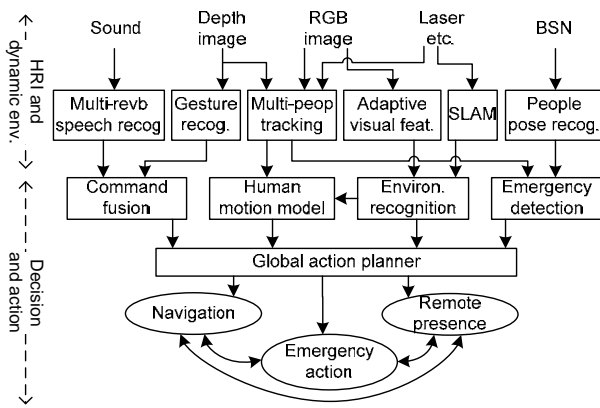 HRI and
dynamic env.
Decision
and action
Sound
Depth
image
RGB
image
Laser
etc.
BSN
Multi-revb
speech recog
Gesture
recog.
Multi-peop
tracking
Adaptive
visual feat.
SLAM
People
pose recog.
Command
fusion
Human
motion model
Environ.
recognition
Emergency
detection
Global action planner
Navigation
Remote
presence
Emergency
action